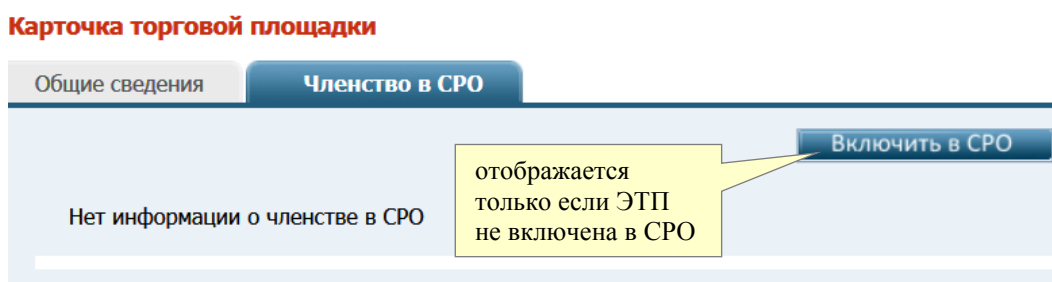 Карточка торговой площадки
Общие сведения
Членство в СРО
Включить в СРО
отображается
только если ЭТП
не включена в СРО
Нет информации о членстве в СРО